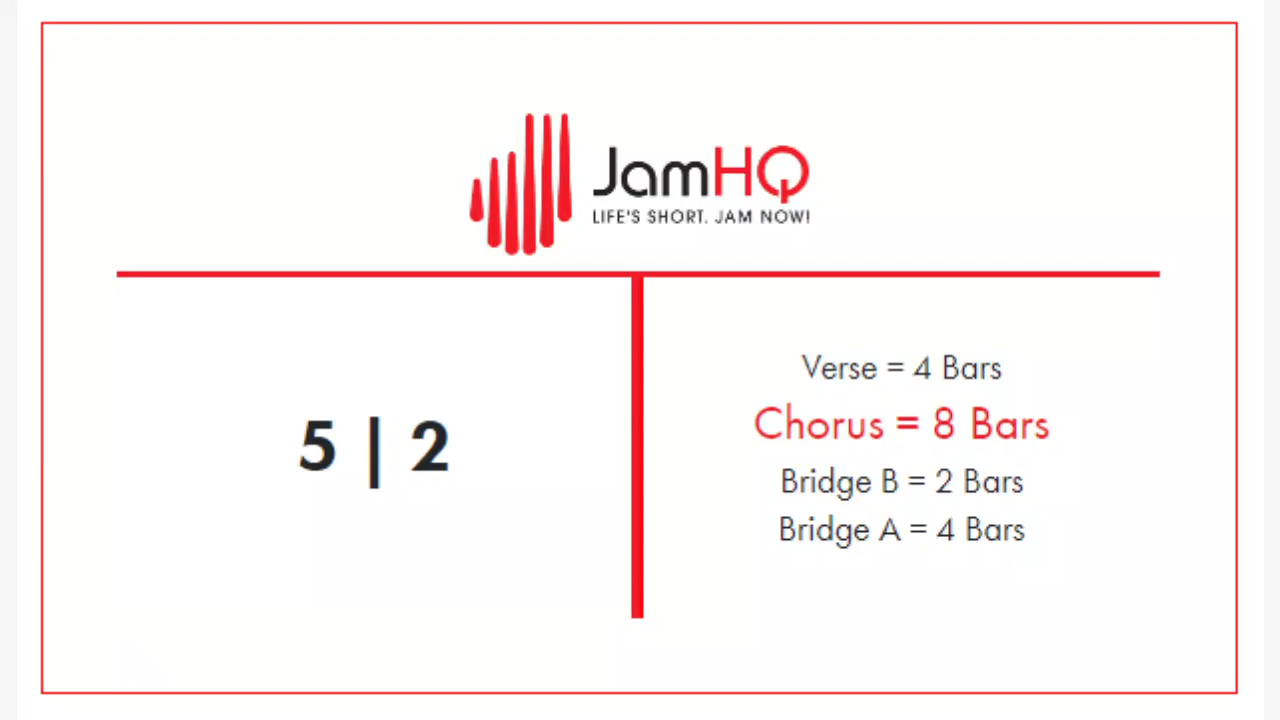 JamHQ
LIFE'S SHORT. JAM NOW!
5 | 2
Verse = 4 Bars
Chorus = 8 Bars
Bridge B = 2 Bars
Bridge A = 4 Bars